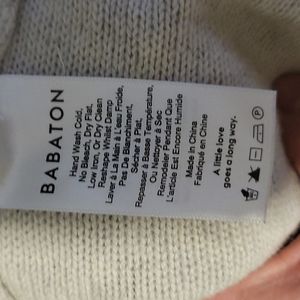 BABATON
Hand Wash Cold,
No Bleach, Dry Flat,
Low Iron, Or Dry Clean
Reshape Whilst Damp
Laver À La Main À L'eau Froide,
Pas De Blanchiment,
Sécher À Plat,
Repasser À Basse Température,
Ou Nettoyer À Sec
Remodeler Pendant Que
L'article Est Encore Humide
Made In China
Fabriqué en Chine
A little love
goes a long way.